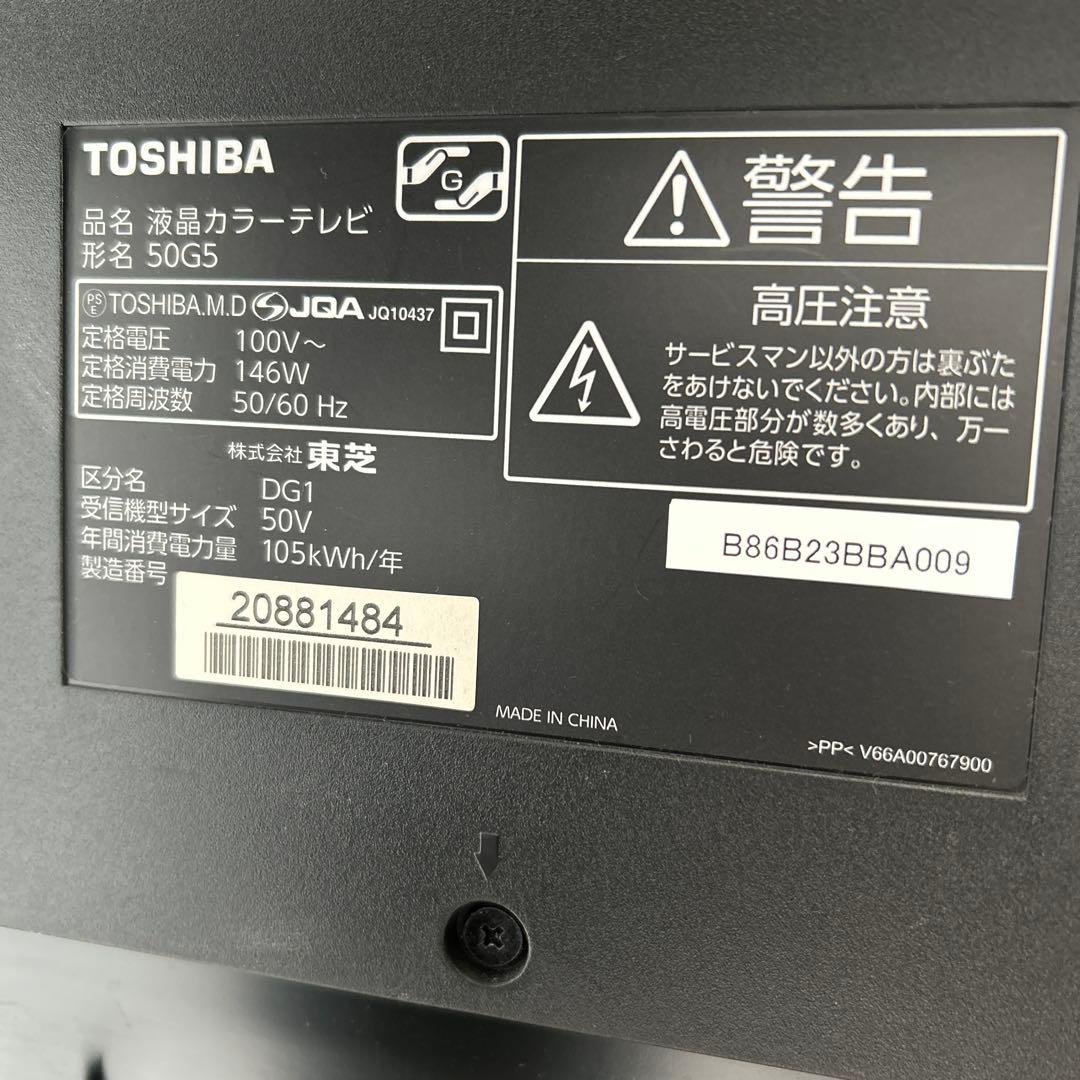 TOSHIBA
G
品名 液晶カラーテレビ
形名 50G5
PS E TOSHIBA.M.D JQA JQ10437
定格電圧 100V～
定格消費電力 146W
定格周波数 50/60 Hz
株式会社 東芝
区分名 DG1
受信機型サイズ 50V
年間消費電力量 105kWh/年
製造番号
20881484
警告
高圧注意
サービスマン以外の方は裏ぶた
をあけないでください。内部には
高電圧部分が数多くあり、万一
さわると危険です。
B86B23BBA009
MADE IN CHINA
>PP< V66A00767900